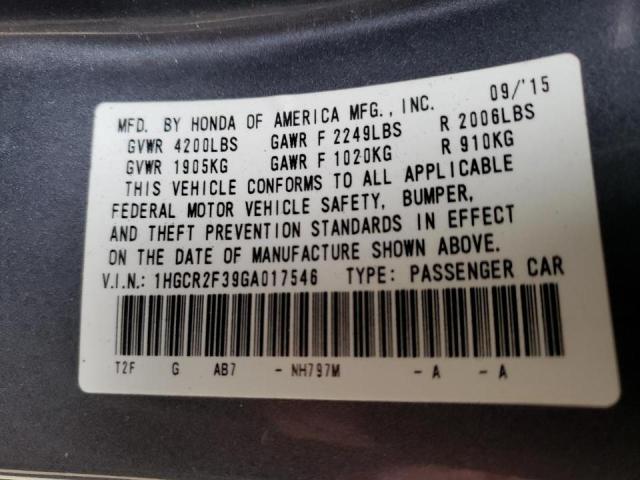 MFD. BY HONDA OF AMERICA MFG., INC. 09/'15
GVWR 4200LBS GAWR F 2249LBS R 2006LBS
GVWR 1905KG GAWR F 1020KG R 910KG
THIS VEHICLE CONFORMS TO ALL APPLICABLE
FEDERAL MOTOR VEHICLE SAFETY, BUMPER,
AND THEFT PREVENTION STANDARDS IN EFFECT
ON THE DATE OF MANUFACTURE SHOWN ABOVE.
V.I.N.: 1HGCR2F39GA017546 TYPE: PASSENGER CAR
T2F G AB7 - NH797M - A - A